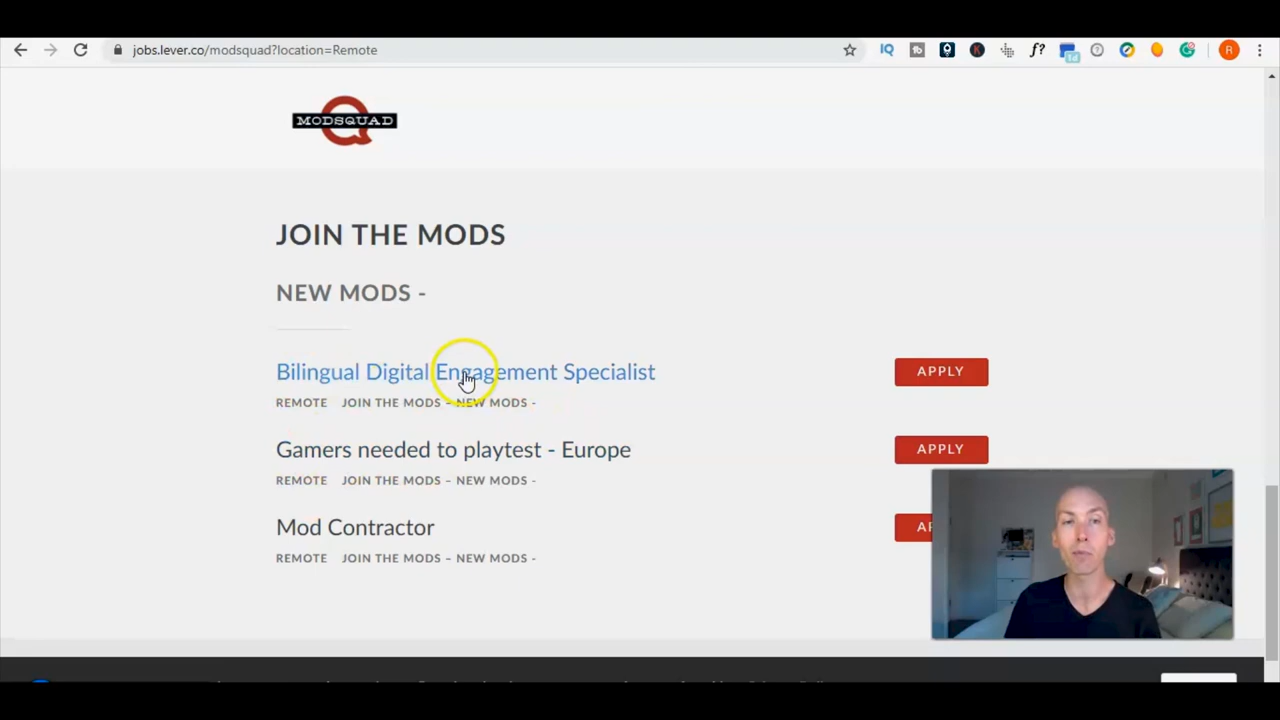 jobs.lever.co/modsquad?location=Remote
MODSQUAD
JOIN THE MODS
NEW MODS -
Bilingual Digital Engagement Specialist
APPLY
REMOTE JOIN THE MODS – NEW MODS -
Gamers needed to playtest - Europe
APPLY
REMOTE JOIN THE MODS – NEW MODS -
Mod Contractor
REMOTE JOIN THE MODS – NEW MODS -